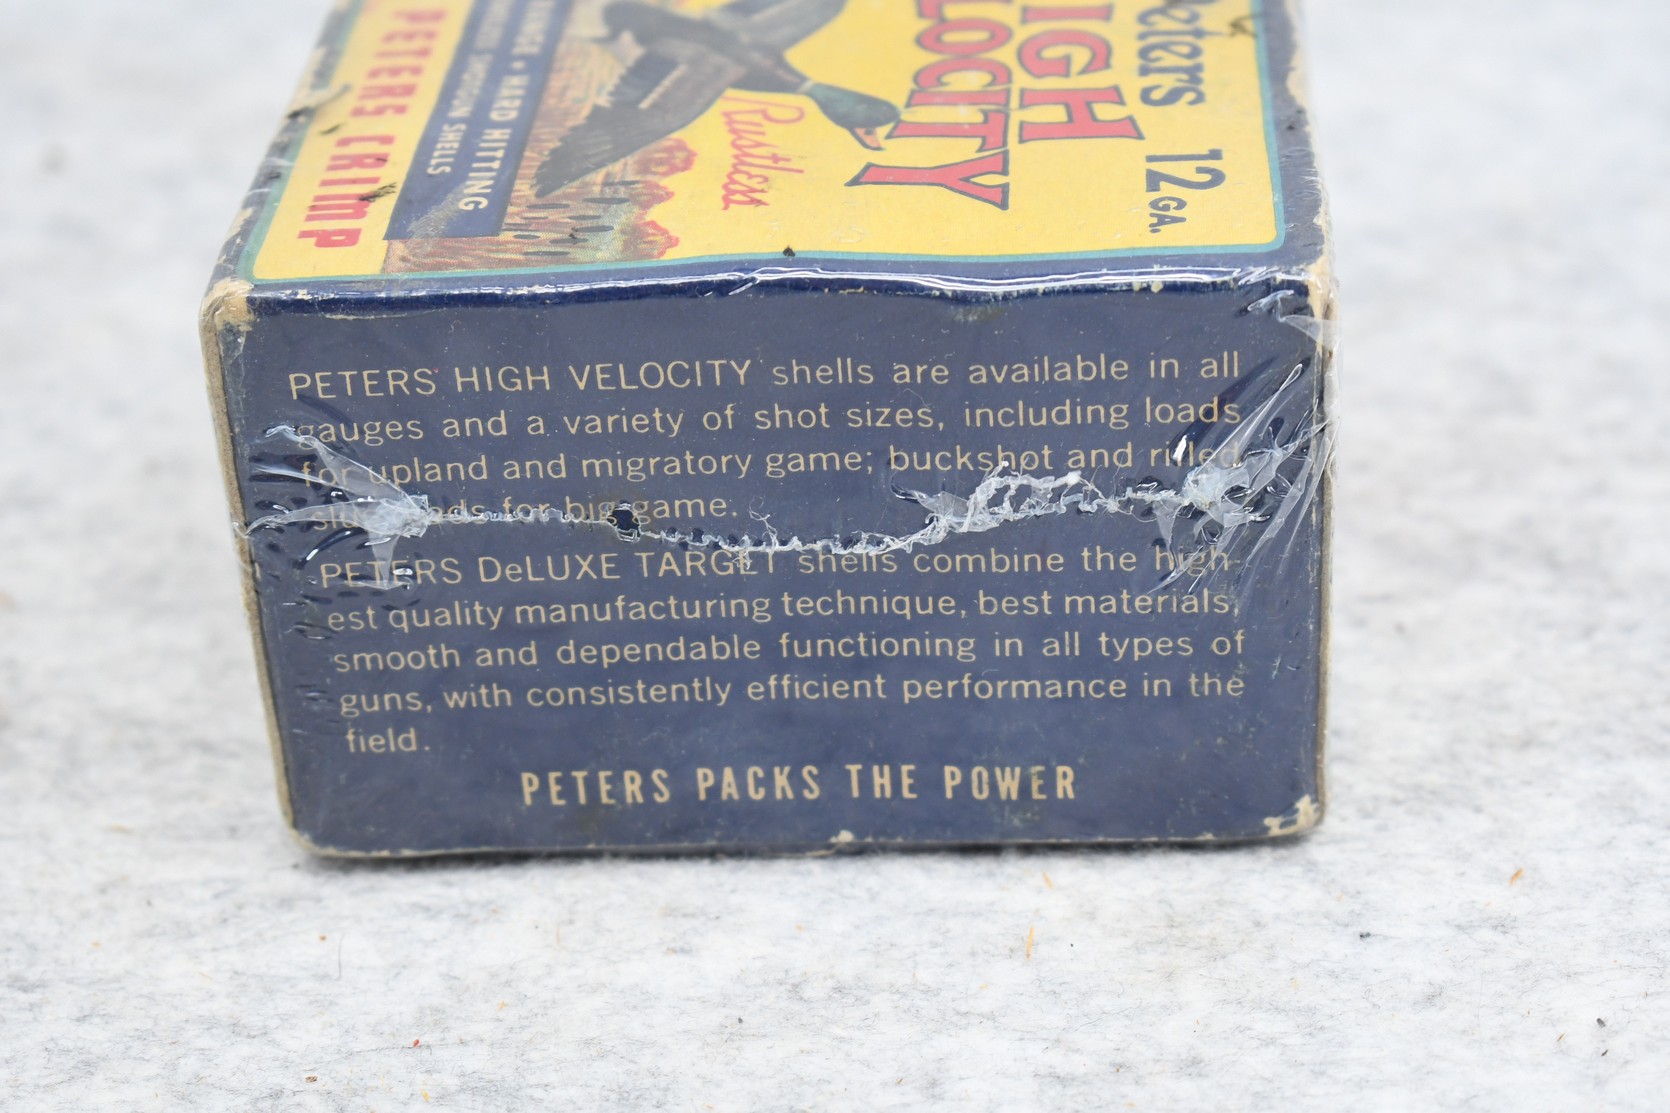 Peters 12 GA.
HIGH
LOCITY
Rustless
RANGE • HARD HITTING
SHOTGUN SHELLS
PETERS CRIMP
PETERS HIGH VELOCITY shells are available in all
gauges and a variety of shot sizes, including loads
for upland and migratory game; buckshot and rifled
for big game.
PETERS DeLUXE TARGET shells combine the high-
est quality manufacturing technique, best materials,
smooth and dependable functioning in all types of
guns, with consistently efficient performance in the
field.
PETERS PACKS THE POWER